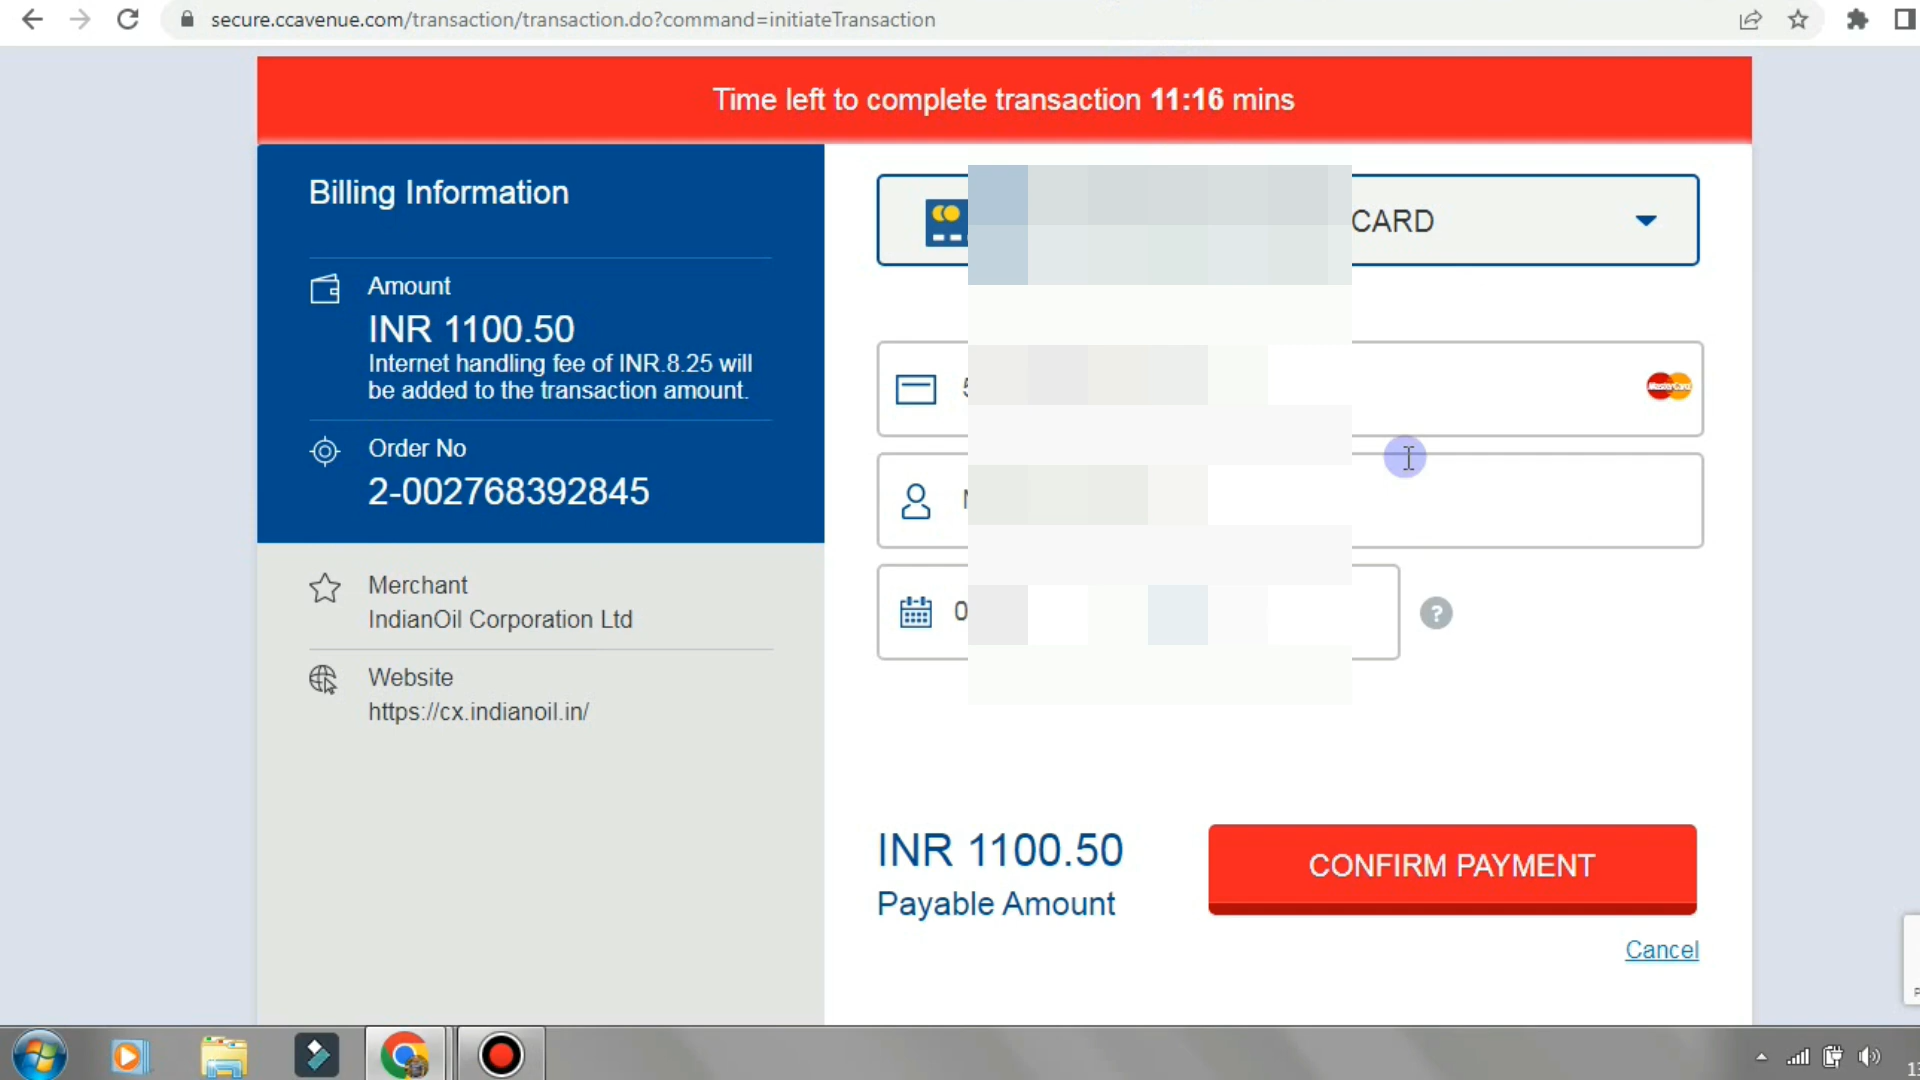 secure.ccavenue.com/transaction/transaction.do?command=initiateTransaction
Time left to complete transaction 11:16 mins
Billing Information
Amount
INR 1100.50
Internet handling fee of INR.8.25 will
be added to the transaction amount.
Order No
2-002768392845
Merchant
IndianOil Corporation Ltd
Website
https://cx.indianoil.in/
CARD
MasterCard
0
?
INR 1100.50
Payable Amount
CONFIRM PAYMENT
Cancel